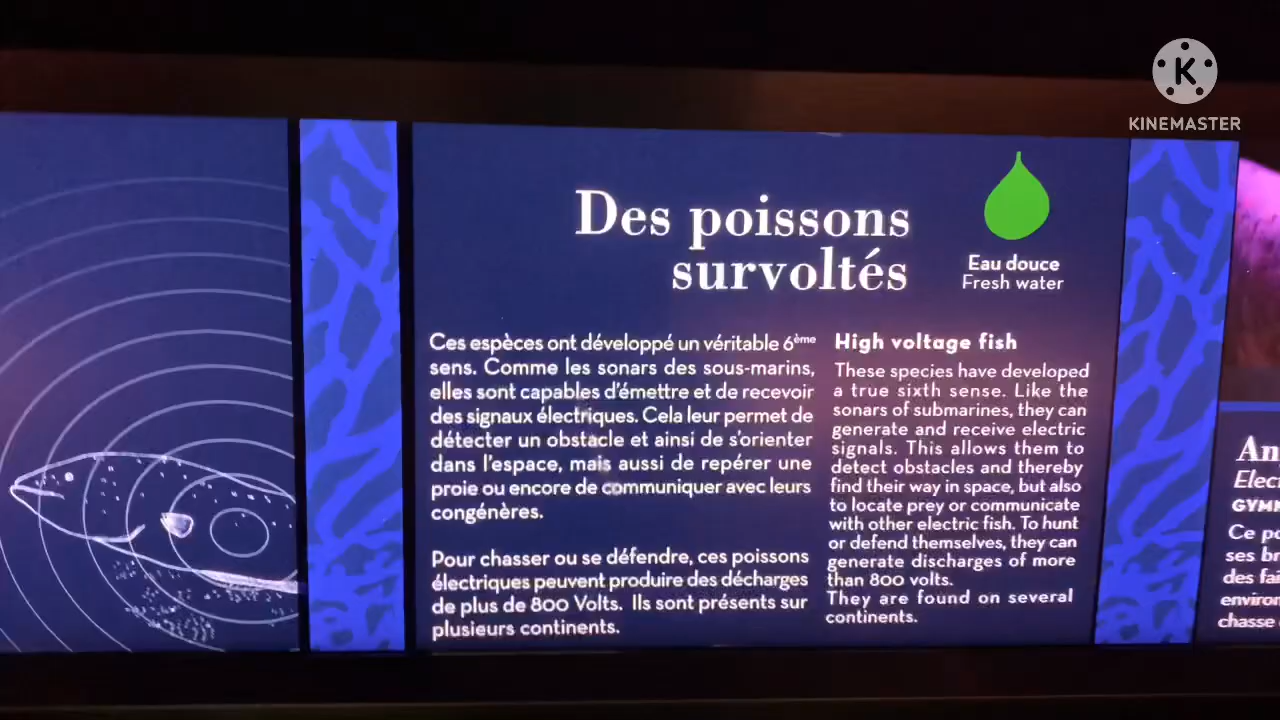 KINEMASTER
Des poissons
survoltés
Eau douce
Fresh water
Ces espèces ont développé un véritable 6ème
sens. Comme les sonars des sous-marins,
elles sont capables d'émettre et de recevoir
des signaux électriques. Cela leur permet de
détecter un obstacle et ainsi de s'orienter
dans l'espace, mais aussi de repérer une
proie ou encore de communiquer avec leurs
congénères.
Pour chasser ou se défendre, ces poissons
électriques peuvent produire des décharges
de plus de 800 Volts. Ils sont présents sur
plusieurs continents.
High voltage fish
These species have developed
a true sixth sense. Like the
sonars of submarines, they can
generate and receive electric
signals. This allows them to
detect obstacles and thereby
find their way in space, but also
to locate prey or communicate
with other electric fish. To hunt
or defend themselves, they can
generate discharges of more
than 800 volts.
They are found on several
continents.
Ce
ses
des
chasse